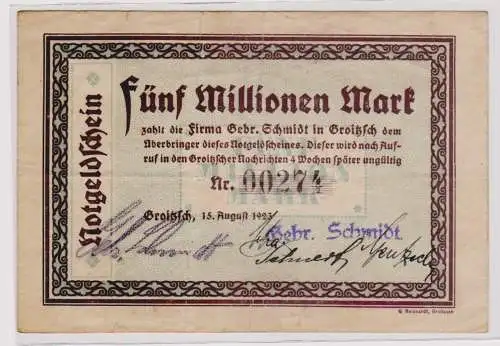 Notgeldschein
Fünf Millionen Mark
zahlt die Firma Gebr. Schmidt in Groitzsch dem
Überbringer dieses Notgeldscheines. Dieser wird nach Auf-
ruf in den Groitzscher Nachrichten 4 Wochen später ungültig
Nr. 00274
Groitzsch, 15. August 1923
Gebr. Schmidt